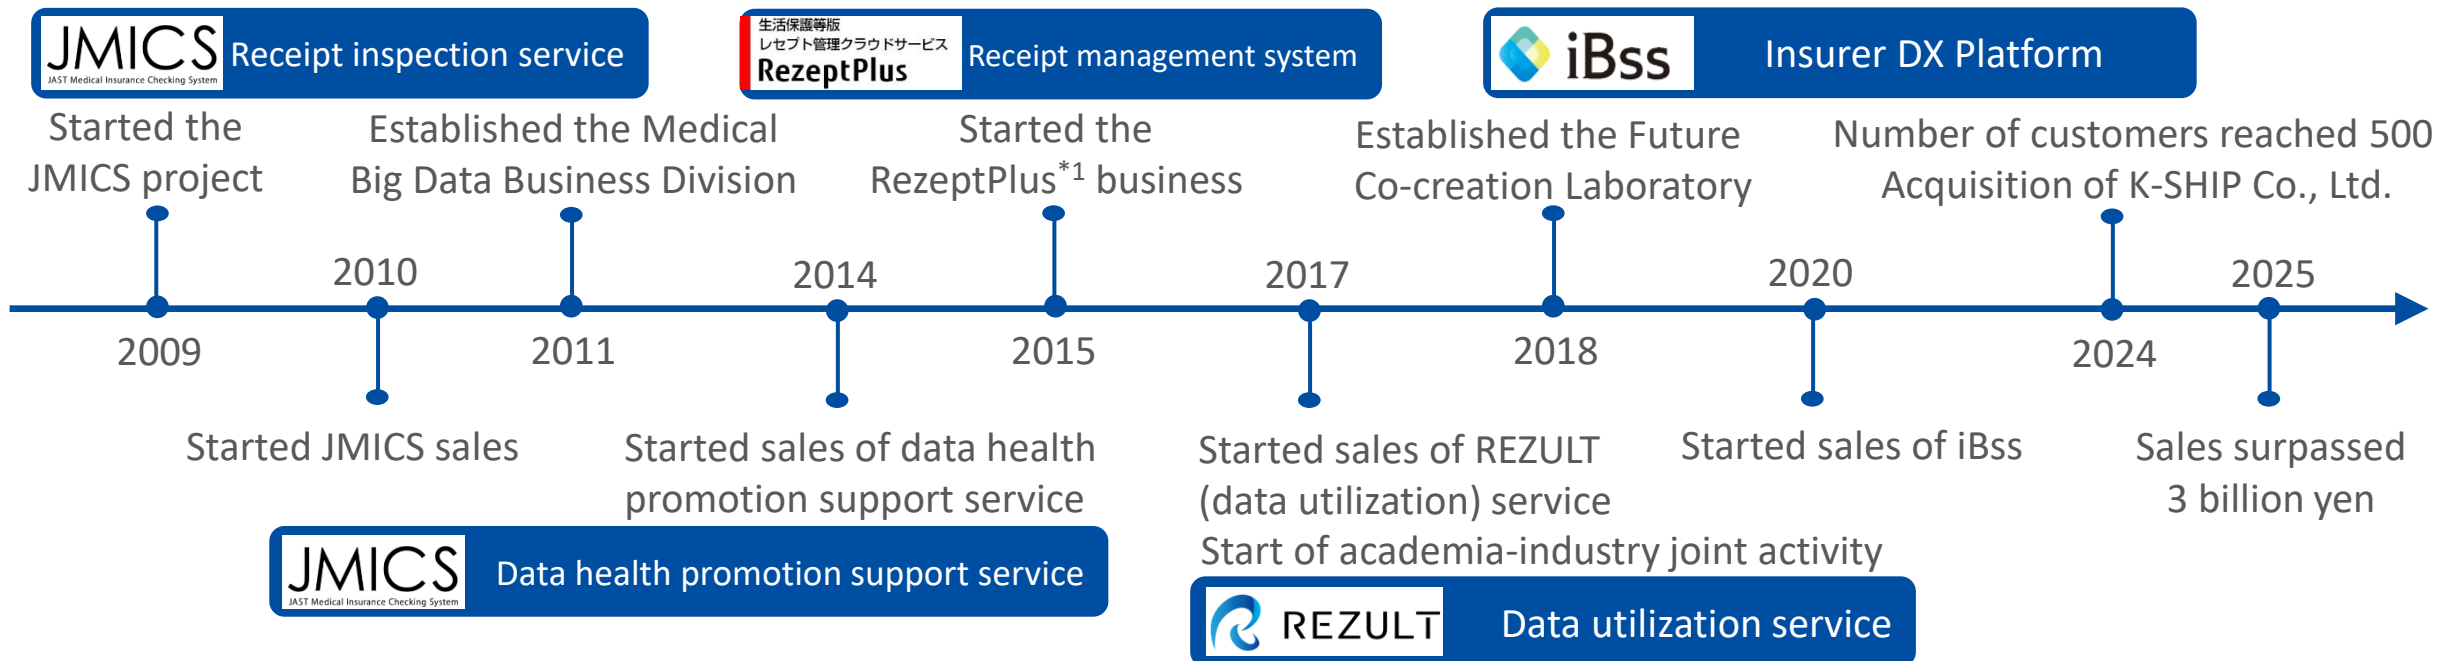 JMICS
JAST Medical Insurance Checking System
Receipt inspection service
生活保護等版
レセプト管理クラウドサービス
RezeptPlus
Receipt management system
iBss
Insurer DX Platform
Started the
JMICS project
Established the Medical
Big Data Business Division
Started the
RezeptPlus*1 business
Established the Future
Co-creation Laboratory
Number of customers reached 500
Acquisition of K-SHIP Co., Ltd.
2010
2014
2017
2020
2025
2009
2011
2015
2018
2024
Started JMICS sales
Started sales of data health
promotion support service
Started sales of REZULT
(data utilization) service
Start of academia-industry joint activity
Started sales of iBss
Sales surpassed
3 billion yen
JMICS
JAST Medical Insurance Checking System
Data health promotion support service
REZULT
Data utilization service